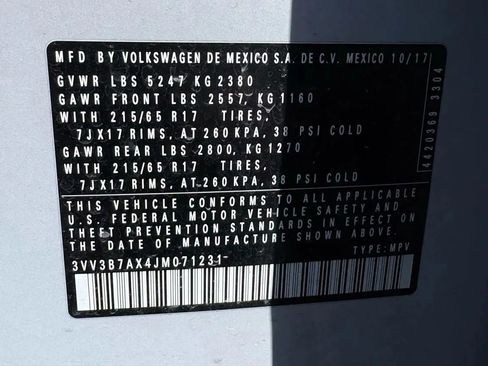 MFD BY VOLKSWAGEN DE MEXICO S.A. DE C.V. MEXICO 10/17
GVWR LBS 5247 KG 2380
GAWR FRONT LBS 2557, KG 1160
WITH 215/65 R17 TIRES,
7JX17 RIMS, AT 260 KPA, 38 PSI COLD
GAWR REAR LBS 2800, KG 1270
WITH 215/65 R17 TIRES,
7JX17 RIMS, AT 260 KPA, 38 PSI COLD
THIS VEHICLE CONFORMS TO ALL APPLICABLE
U.S. FEDERAL MOTOR VEHICLE SAFETY AND
THEFT PREVENTION STANDARDS IN EFFECT ON
THE DATE OF MANUFACTURE SHOWN ABOVE.
3VV3B7AX4JM071231- TYPE: MPV
4420369 3304